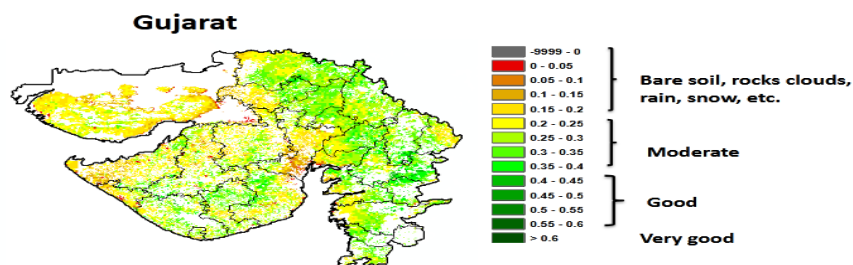 Gujarat
-9999 - 0
0 - 0.05
0.05 - 0.1
0.1 - 0.15
0.15 - 0.2
0.2 - 0.25
0.25 - 0.3
0.3 - 0.35
0.35 - 0.4
0.4 - 0.45
0.45 - 0.5
0.5 - 0.55
0.55 - 0.6
> 0.6
Bare soil, rocks clouds,
rain, snow, etc.
Moderate
Good
Very good